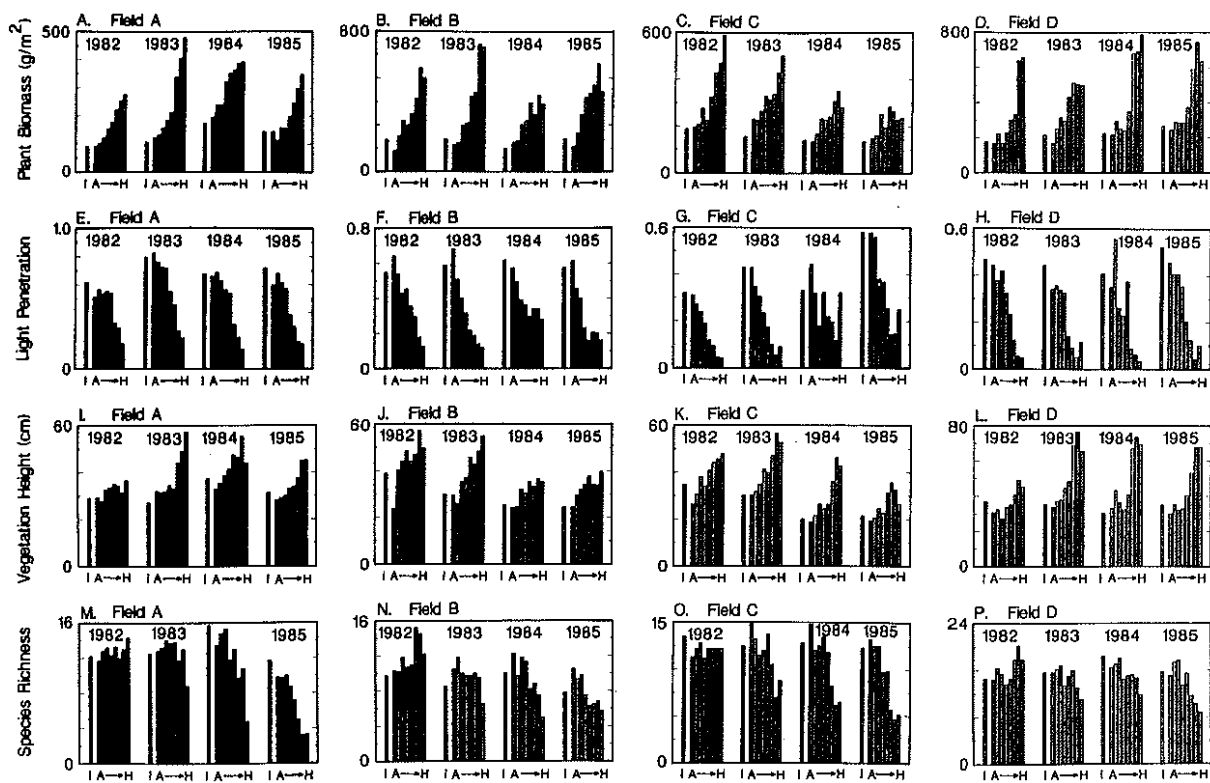 A. Field A
B. Field B
C. Field C
D. Field D
Plant Biomass (g/m²)
500
0
1982 1983 1984 1985
I A→H I A→H I A→H I A→H
800
0
1982 1983 1984 1985
I A→H I A→H I A→H I A→H
600
0
1982 1983 1984 1985
I A→H I A→H I A→H I A→H
800
0
1982 1983 1984 1985
I A→H I A→H I A→H I A→H
E. Field A
F. Field B
G. Field C
H. Field D
Light Penetration
1.0
0
1982 1983 1984 1985
I A→H I A→H I A→H I A→H
0.8
0
1982 1983 1984 1985
I A→H I A→H I A→H I A→H
0.6
0
1982 1983 1984 1985
I A→H I A→H I A→H I A→H
0.6
0
1982 1983 1984 1985
I A→H I A→H I A→H I A→H
I. Field A
J. Field B
K. Field C
L. Field D
Vegetation Height (cm)
60
0
1982 1983 1984 1985
I A→H I A→H I A→H I A→H
60
0
1982 1983 1984 1985
I A→H I A→H I A→H I A→H
60
0
1982 1983 1984 1985
I A→H I A→H I A→H I A→H
80
0
1982 1983 1984 1985
I A→H I A→H I A→H I A→H
M. Field A
N. Field B
O. Field C
P. Field D
Species Richness
16
0
1982 1983 1984 1985
I A→H I A→H I A→H I A→H
16
0
1982 1983 1984 1985
I A→H I A→H I A→H I A→H
15
0
1982 1984 1985
I A→H I A→H I A→H I A→H
24
0
1982 1983 1984 1985
I A→H I A→H I A→H I A→H